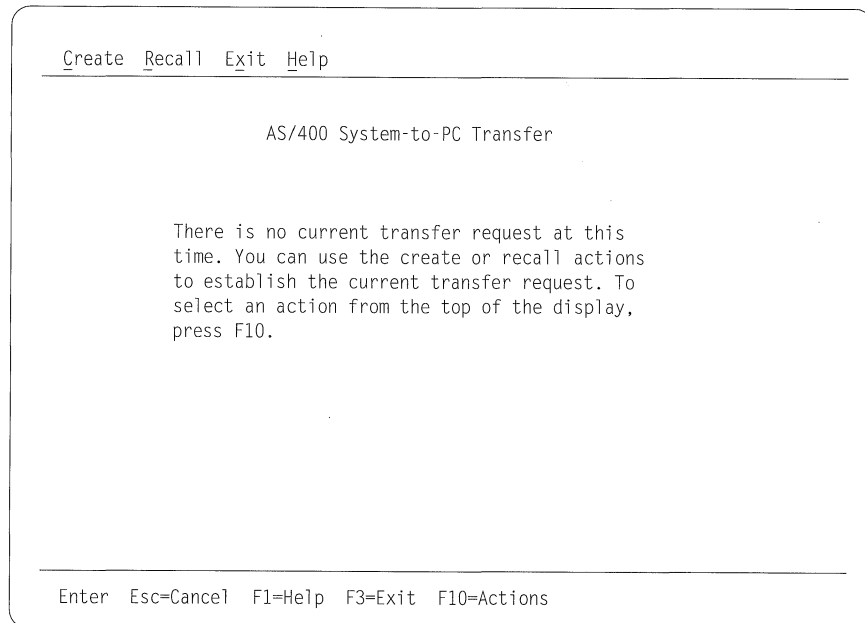 Create Recall Exit Help
AS/400 System-to-PC Transfer
There is no current transfer request at this
time. You can use the create or recall actions
to establish the current transfer request. To
select an action from the top of the display,
press F10.
Enter Esc=Cancel F1=Help F3=Exit F10=Actions